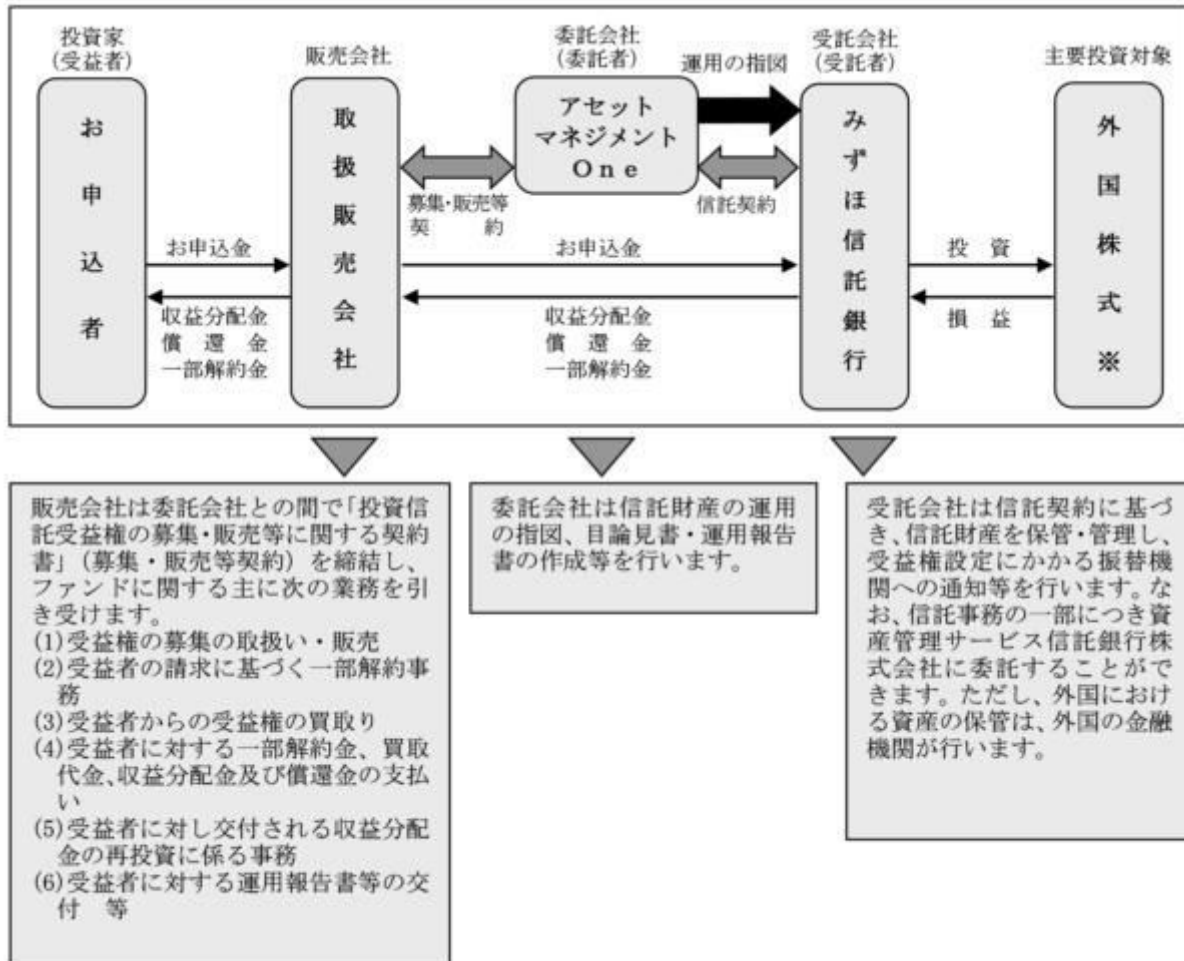 投資家
(受益者)
販売会社
委託会社
(委託者)
受託会社
(受託者)
主要投資対象
お申込者
取扱販売会社
アセット
マネジメント
One
運用の指図
みずほ信託銀行
外国株式※
募集・販売等
契約
信託契約
お申込金
収益分配金
償還金
一部解約金
お申込金
収益分配金
償還金
一部解約金
投資
損益
販売会社は委託会社との間で「投資信
託受益権の募集・販売等に関する契約
書」(募集・販売等契約)を締結し、
ファンドに関する主に次の業務を引
き受けます。
(1)受益権の募集の取扱い・販売
(2)受益者の請求に基づく一部解約事
務
(3)受益者からの受益権の買取り
(4)受益者に対する一部解約金、買取
代金、収益分配金及び償還金の支払
い
(5)受益者に対し交付される収益分配
金の再投資に係る事務
(6)受益者に対する運用報告書等の交
付 等
委託会社は信託財産の運用
の指図、目論見書・運用報告
書の作成等を行います。
受託会社は信託契約に基づ
き、信託財産を保管・管理し、
受益権設定にかかる振替機
関への通知等を行います。な
お、信託事務の一部につき資
産管理サービス信託銀行株
式会社に委託することがで
きます。ただし、外国におけ
る資産の保管は、外国の金融
機関が行います。